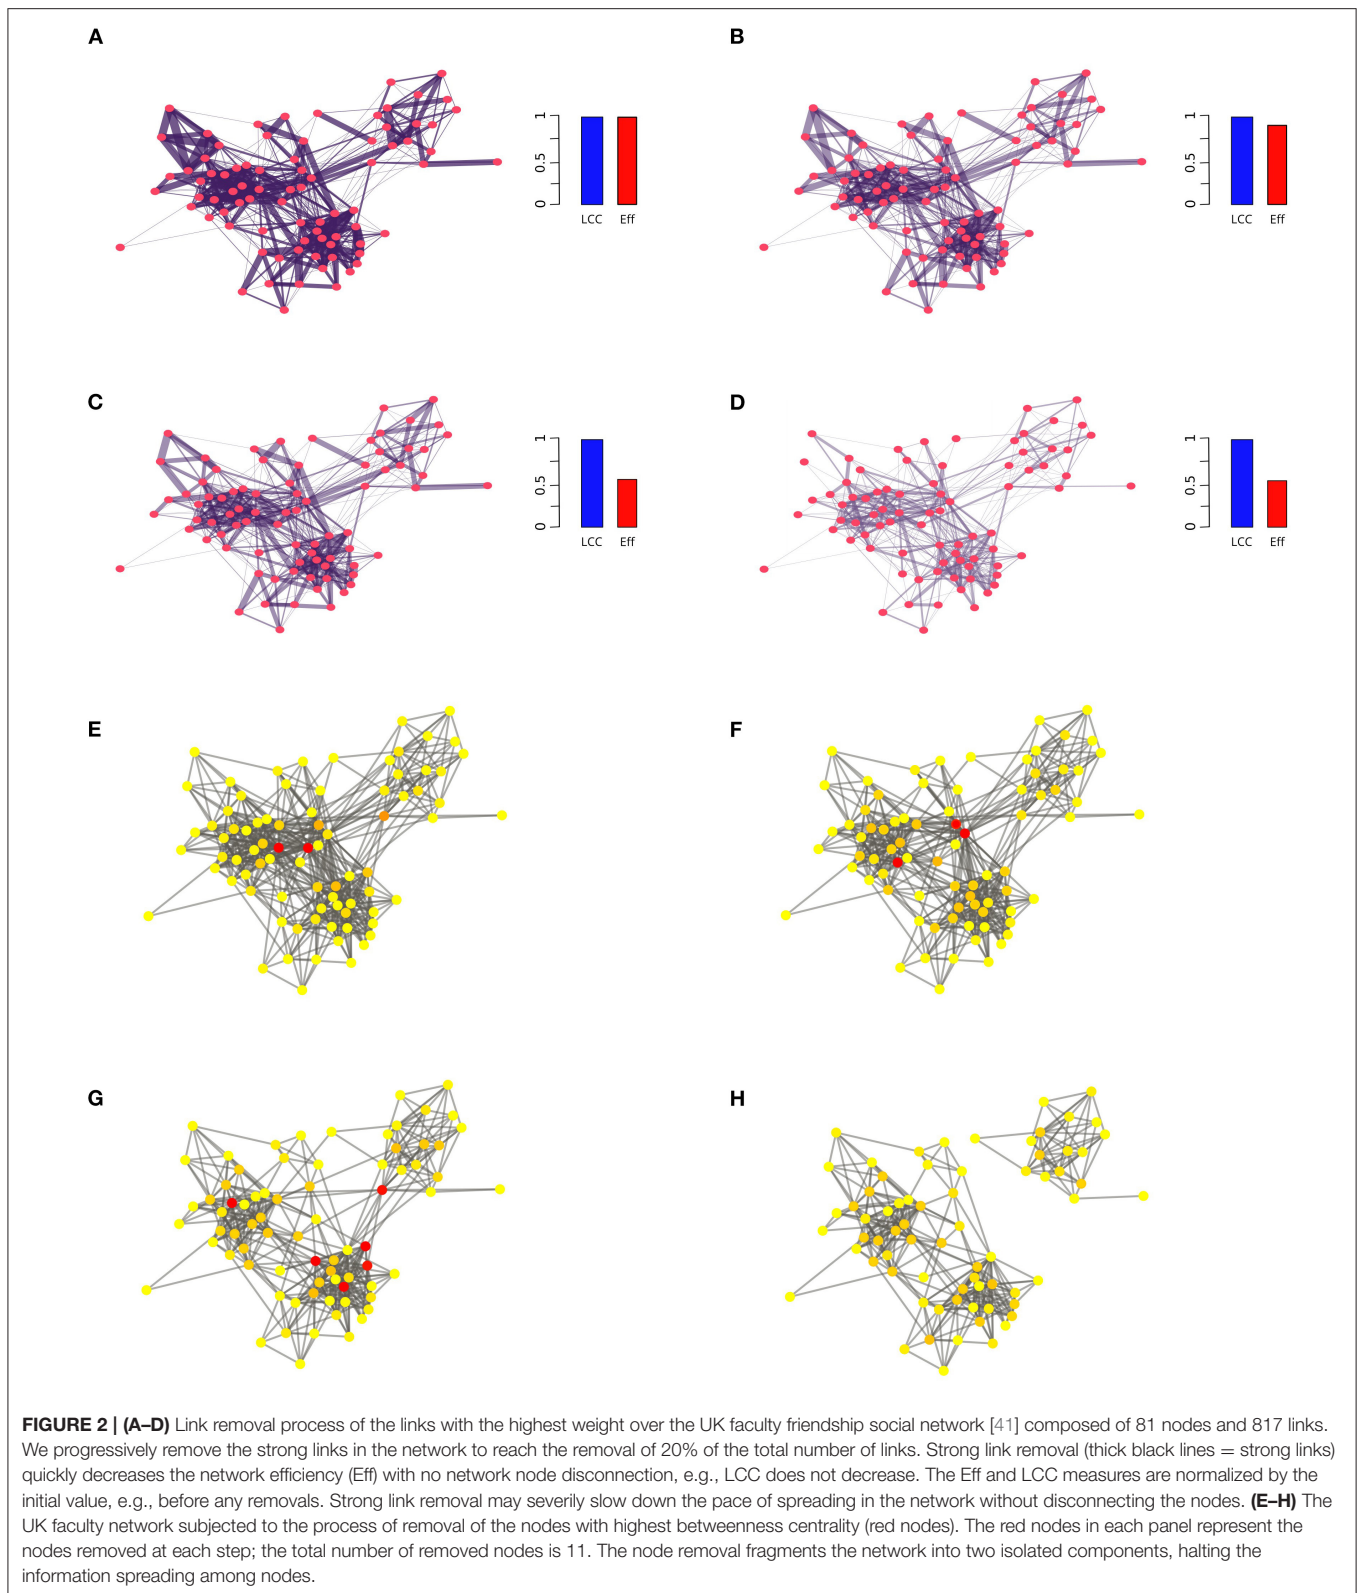 A
B
1
0.5
0
LCC Eff
1
0.5
0
LCC Eff
C
D
1
0.5
0
LCC Eff
1
0.5
0
LCC Eff
E
F
G
H
FIGURE 2 | (A–D) Link removal process of the links with the highest weight over the UK faculty friendship social network [41] composed of 81 nodes and 817 links.
We progressively remove the strong links in the network to reach the removal of 20% of the total number of links. Strong link removal (thick black lines = strong links)
quickly decreases the network efficiency (Eff) with no network node disconnection, e.g., LCC does not decrease. The Eff and LCC measures are normalized by the
initial value, e.g., before any removals. Strong link removal may severily slow down the pace of spreading in the network without disconnecting the nodes. (E–H) The
UK faculty network subjected to the process of removal of the nodes with highest betweenness centrality (red nodes). The red nodes in each panel represent the
nodes removed at each step; the total number of removed nodes is 11. The node removal fragments the network into two isolated components, halting the
information spreading among nodes.